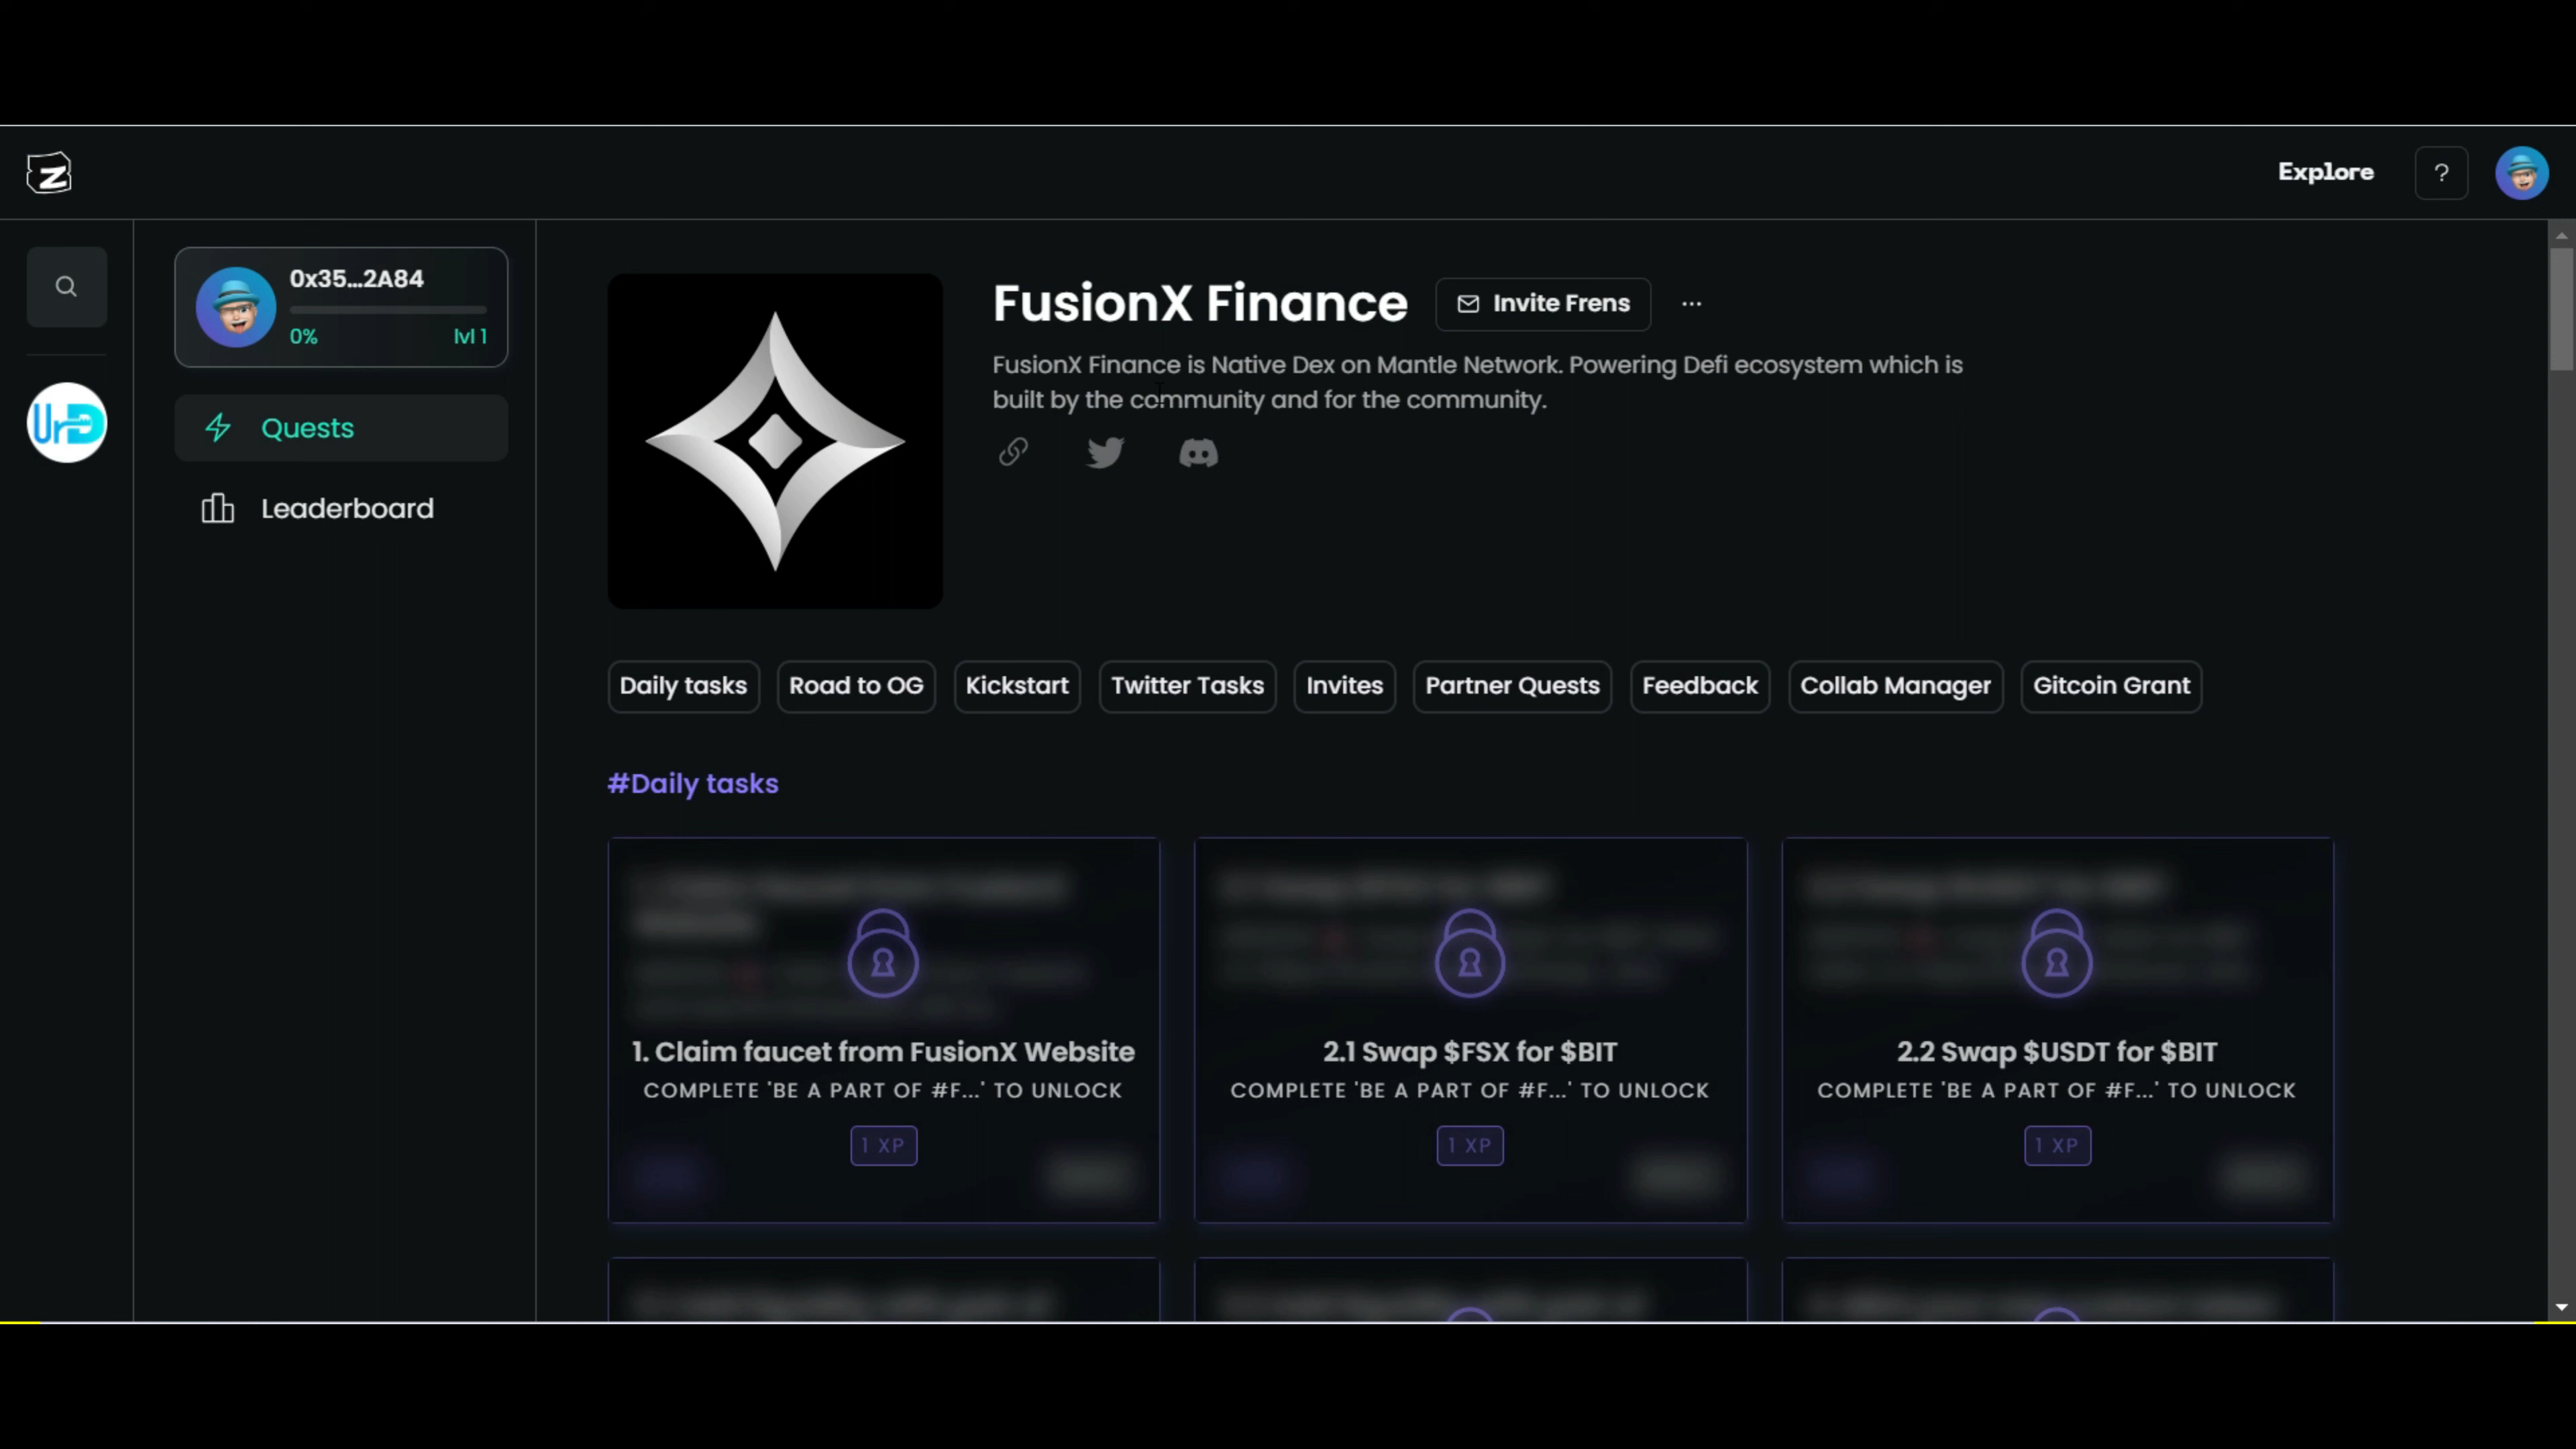 Z
Explore
?
0x35...2A84
0%
lvl 1
UrD
Quests
Leaderboard
FusionX Finance
Invite Frens
...
FusionX Finance is Native Dex on Mantle Network. Powering Defi ecosystem which is
built by the community and for the community.
Daily tasks
Road to OG
Kickstart
Twitter Tasks
Invites
Partner Quests
Feedback
Collab Manager
Gitcoin Grant
#Daily tasks
1. Claim faucet from FusionX Website
COMPLETE 'BE A PART OF #F...' TO UNLOCK
1 XP
2.1 Swap $FSX for $BIT
COMPLETE 'BE A PART OF #F...' TO UNLOCK
1 XP
2.2 Swap $USDT for $BIT
COMPLETE 'BE A PART OF #F...' TO UNLOCK
1 XP